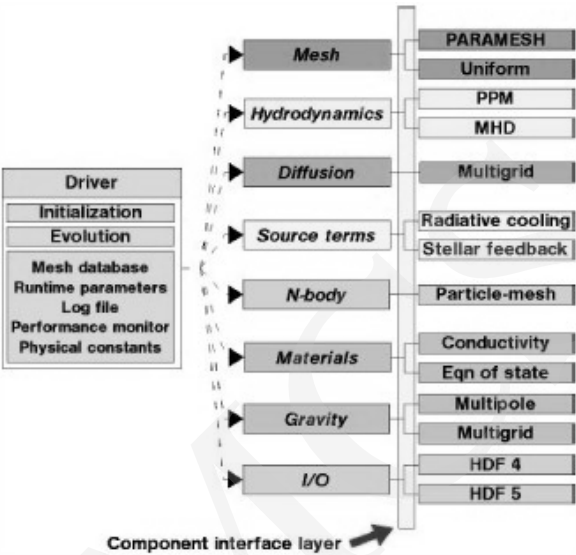 Driver
Initialization
Evolution
Mesh database
Runtime parameters
Log file
Performance monitor
Physical constants
Mesh
Hydrodynamics
Diffusion
Source terms
N-body
Materials
Gravity
I/O
PARAMESH
Uniform
PPM
MHD
Multigrid
Radiative cooling
Stellar feedback
Particle-mesh
Conductivity
Eqn of state
Multipole
Multigrid
HDF 4
HDF 5
Component interface layer